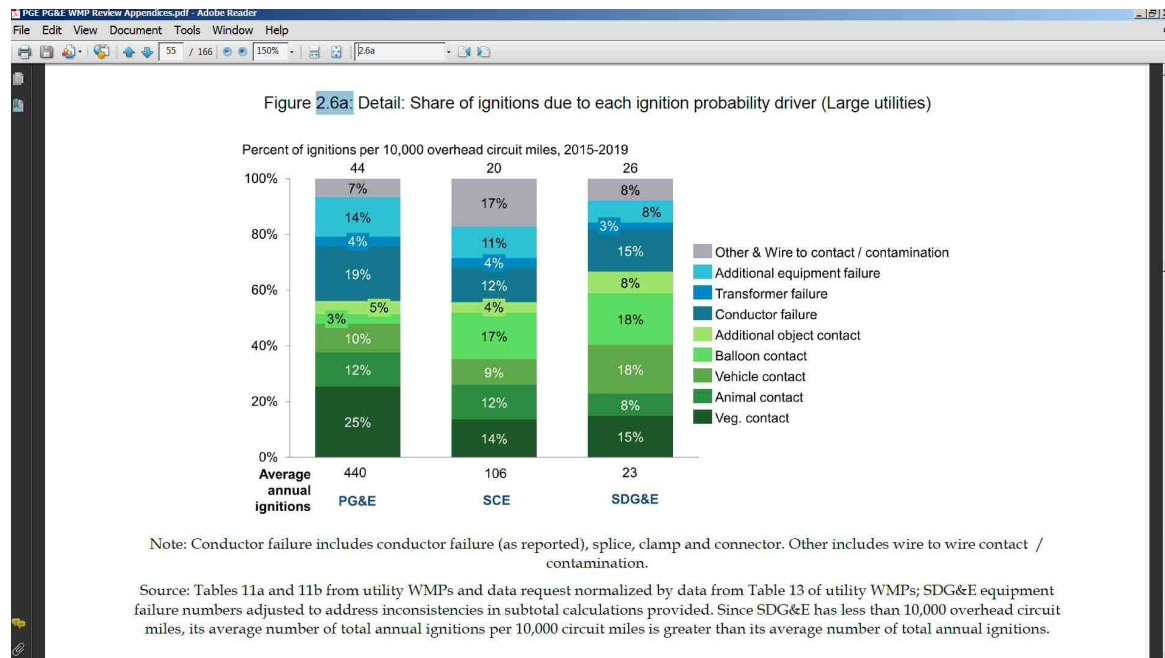 PGE PG&E WMP Review Appendices.pdf - Adobe Reader
File Edit View Document Tools Window Help
55 / 166 150% 2.6a
Figure 2.6a: Detail: Share of ignitions due to each ignition probability driver (Large utilities)
Percent of ignitions per 10,000 overhead circuit miles, 2015-2019
44 20 26
100%
80%
60%
40%
20%
0%
7%
14%
4%
19%
5%
3%
10%
12%
25%
17%
11%
4%
12%
4%
17%
9%
12%
14%
8%
8%
3%
15%
8%
18%
18%
8%
15%
Other & Wire to contact / contamination
Additional equipment failure
Transformer failure
Conductor failure
Additional object contact
Balloon contact
Vehicle contact
Animal contact
Veg. contact
Average
annual
ignitions
440 106 23
PG&E SCE SDG&E
Note: Conductor failure includes conductor failure (as reported), splice, clamp and connector. Other includes wire to wire contact /
contamination.
Source: Tables 11a and 11b from utility WMPs and data request normalized by data from Table 13 of utility WMPs; SDG&E equipment
failure numbers adjusted to address inconsistencies in subtotal calculations provided. Since SDG&E has less than 10,000 overhead circuit
miles, its average number of total annual ignitions per 10,000 circuit miles is greater than its average number of total annual ignitions.